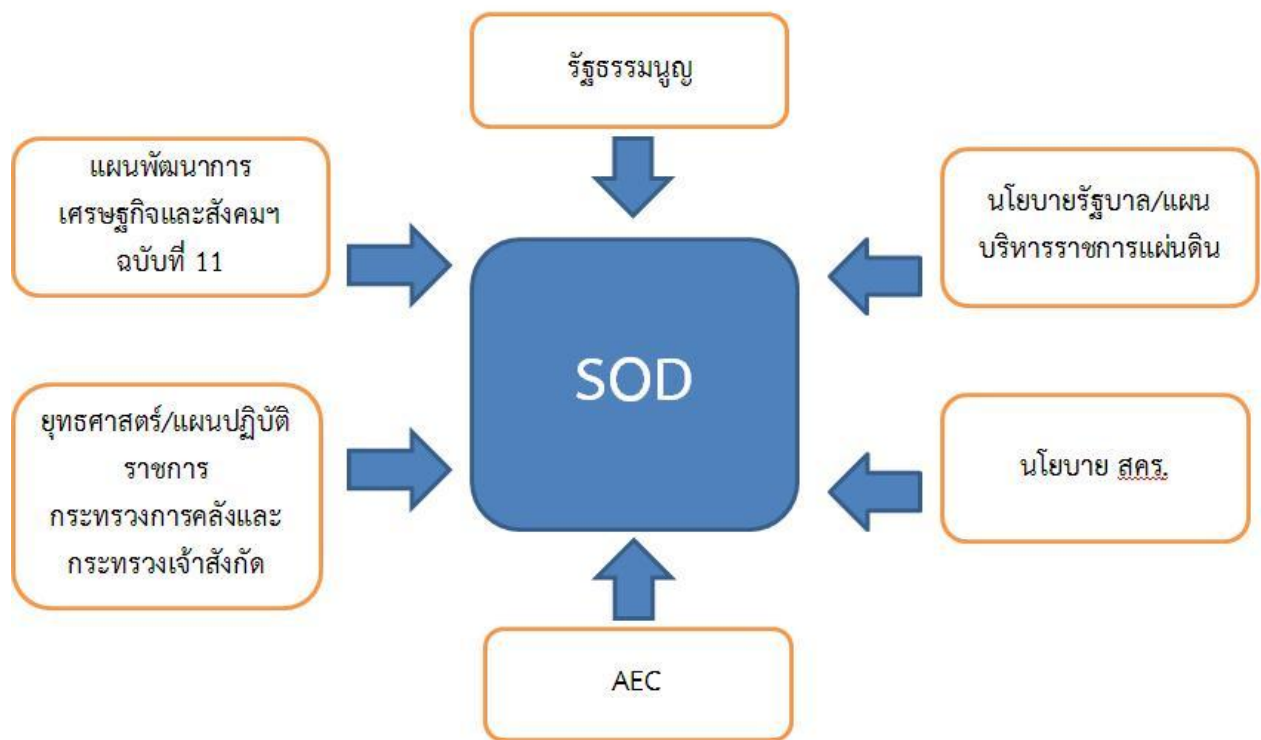 รัฐธรรมนูญ
แผนพัฒนาการ
เศรษฐกิจและสังคมฯ
ฉบับที่ 11
นโยบายรัฐบาล/แผน
บริหารราชการแผ่นดิน
SOD
ยุทธศาสตร์/แผนปฏิบัติ
ราชการ
กระทรวงการคลังและ
กระทรวงเจ้าสังกัด
นโยบาย สคร.
AEC